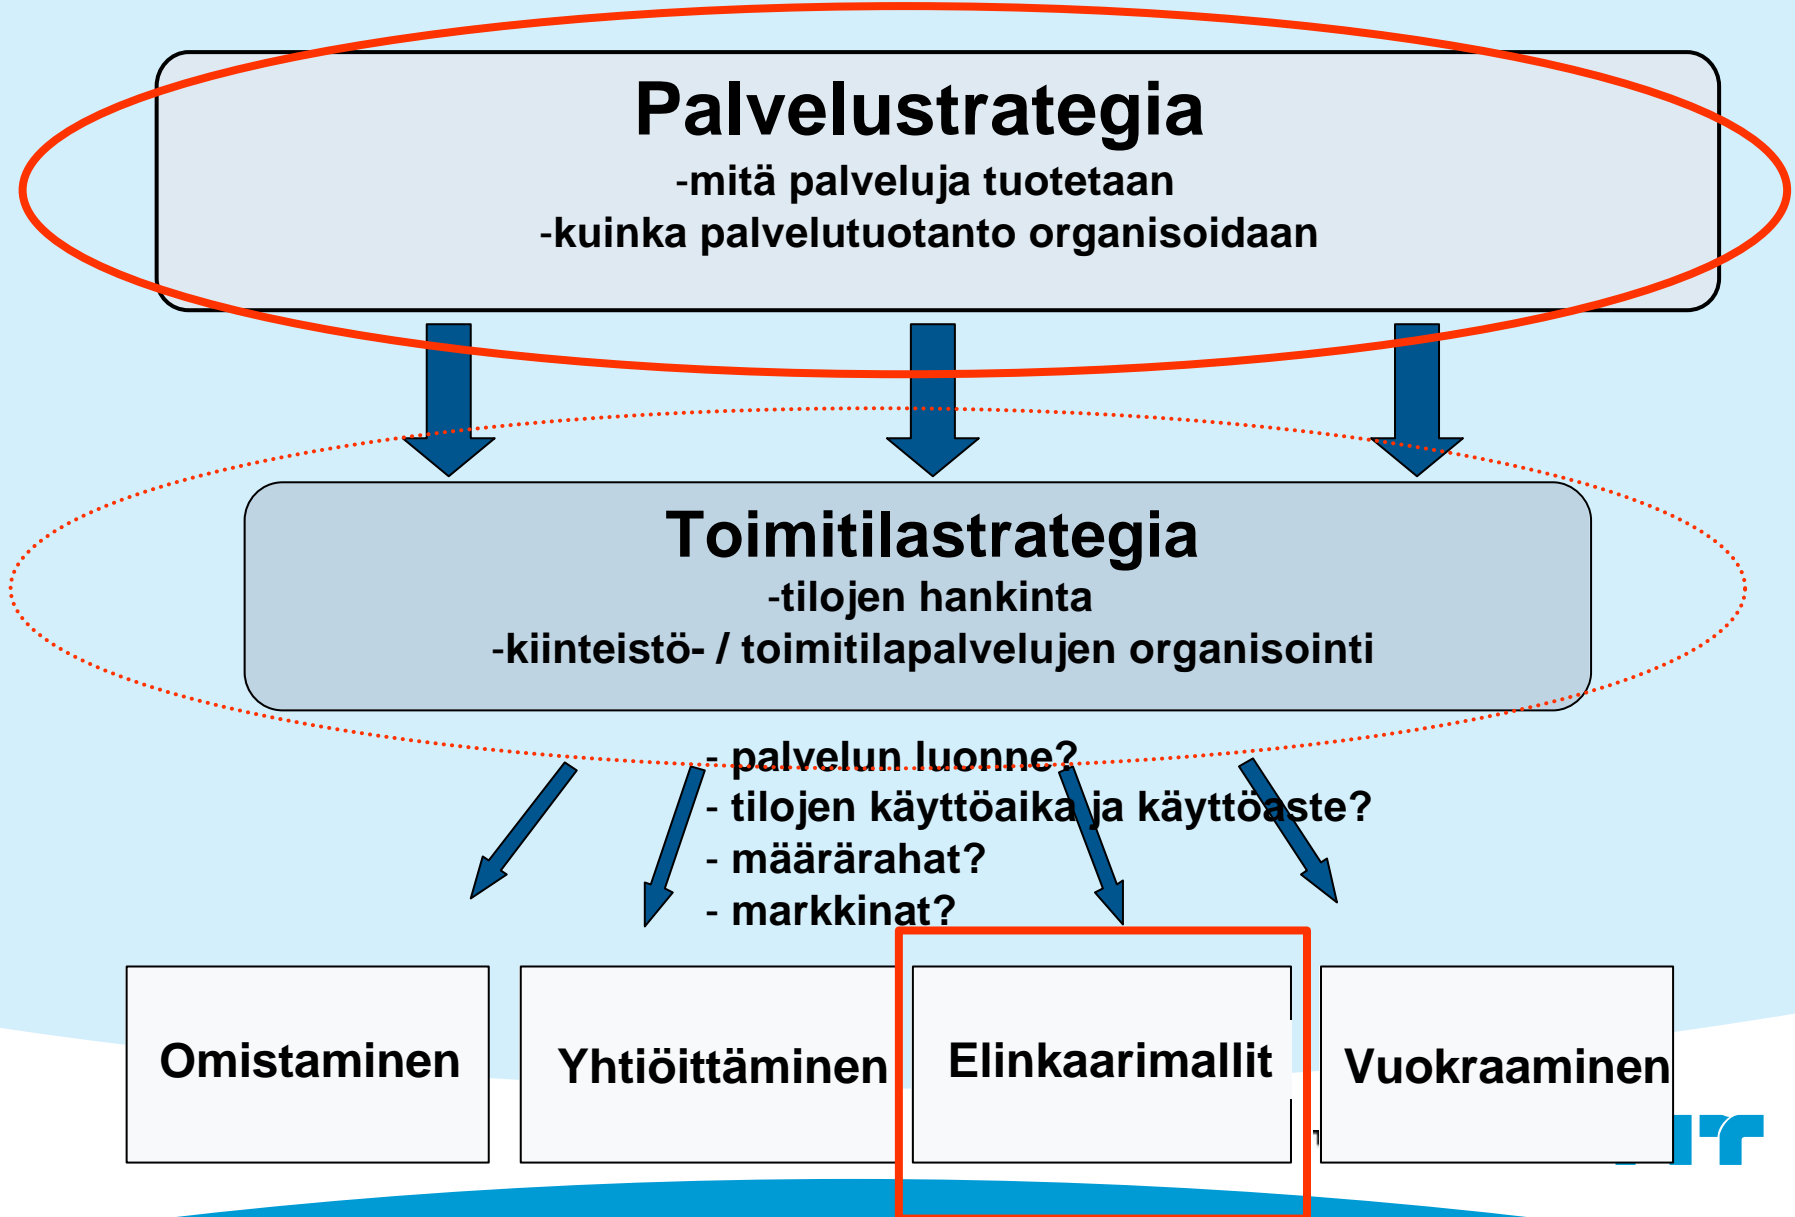 Palvelustrategia
-mitä palveluja tuotetaan
-kuinka palvelutuotanto organisoidaan
Toimitilastrategia
-tilojen hankinta
-kiinteistö- / toimitilapalvelujen organisointi
- palvelun luonne?
- tilojen käyttöaika ja käyttöaste?
- määrärahat?
- markkinat?
Omistaminen
Yhtiöittäminen
Elinkaarimallit
Vuokraaminen